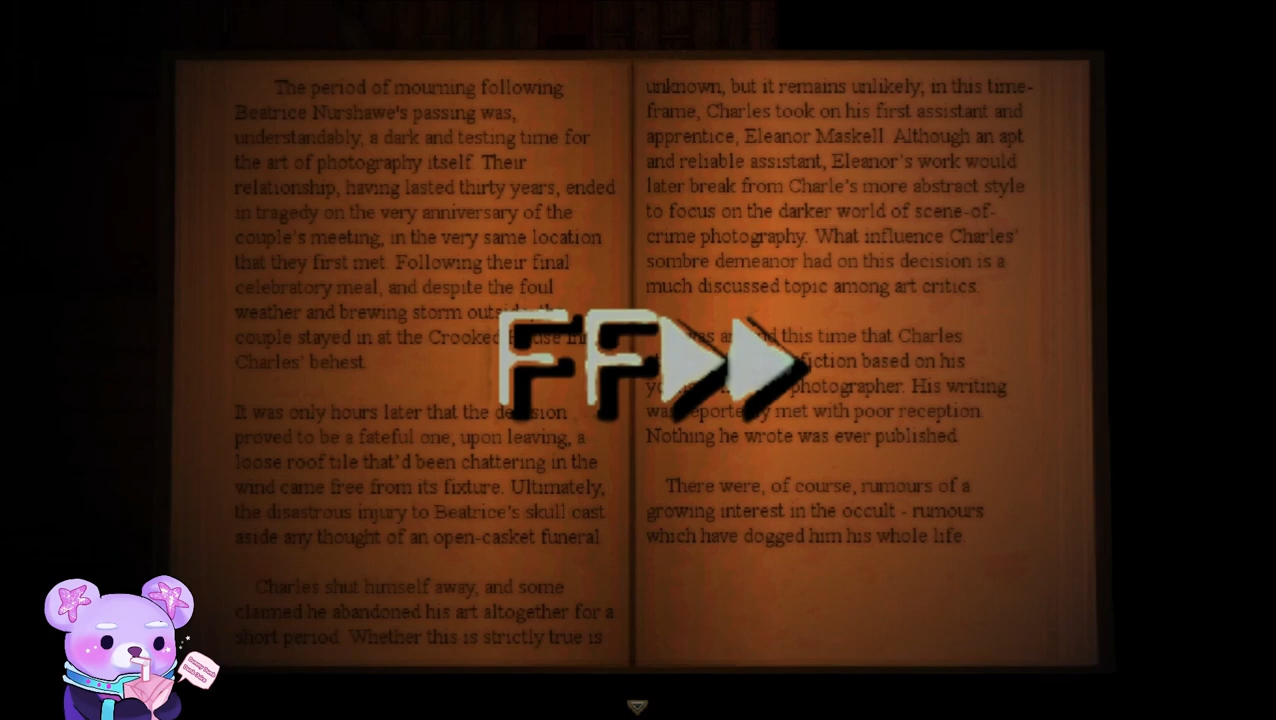 The period of mourning following
Beatrice Nurshawe's passing was,
understandably, a dark and testing time for
the art of photography itself. Their
relationship, having lasted thirty years, ended
in tragedy on the very anniversary of the
couple's meeting, in the very same location
that they first met. Following their final
celebratory meal, and despite the foul
weather and brewing storm outside, the
couple stayed in at the Crooked House Inn
Charles' behest.
It was only hours later that the decision
proved to be a fateful one, upon leaving, a
loose roof tile that'd been chattering in the
wind came free from its fixture. Ultimately,
the disastrous injury to Beatrice's skull cast
aside any thought of an open-casket funeral.
Charles shut himself away, and some
claimed he abandoned his art altogether for a
short period. Whether this is strictly true is
unknown, but it remains unlikely, in this time-
frame, Charles took on his first assistant and
apprentice, Eleanor Maskell. Although an apt
and reliable assistant, Eleanor's work would
later break from Charle's more abstract style
to focus on the darker world of scene-of-
crime photography. What influence Charles'
sombre demeanor had on this decision is a
much discussed topic among art critics.
was around this time that Charles
fiction based on his
photographer. His writing
was reportedly met with poor reception.
Nothing he wrote was ever published.
There were, of course, rumours of a
growing interest in the occult - rumours
which have dogged him his whole life.
FF